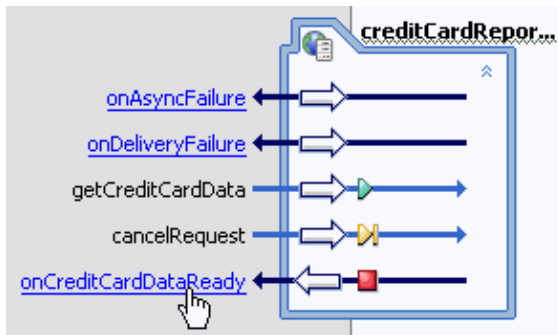 creditCardRepor...
onAsyncFailure
onDeliveryFailure
getCreditCardData
cancelRequest
onCreditCardDataReady